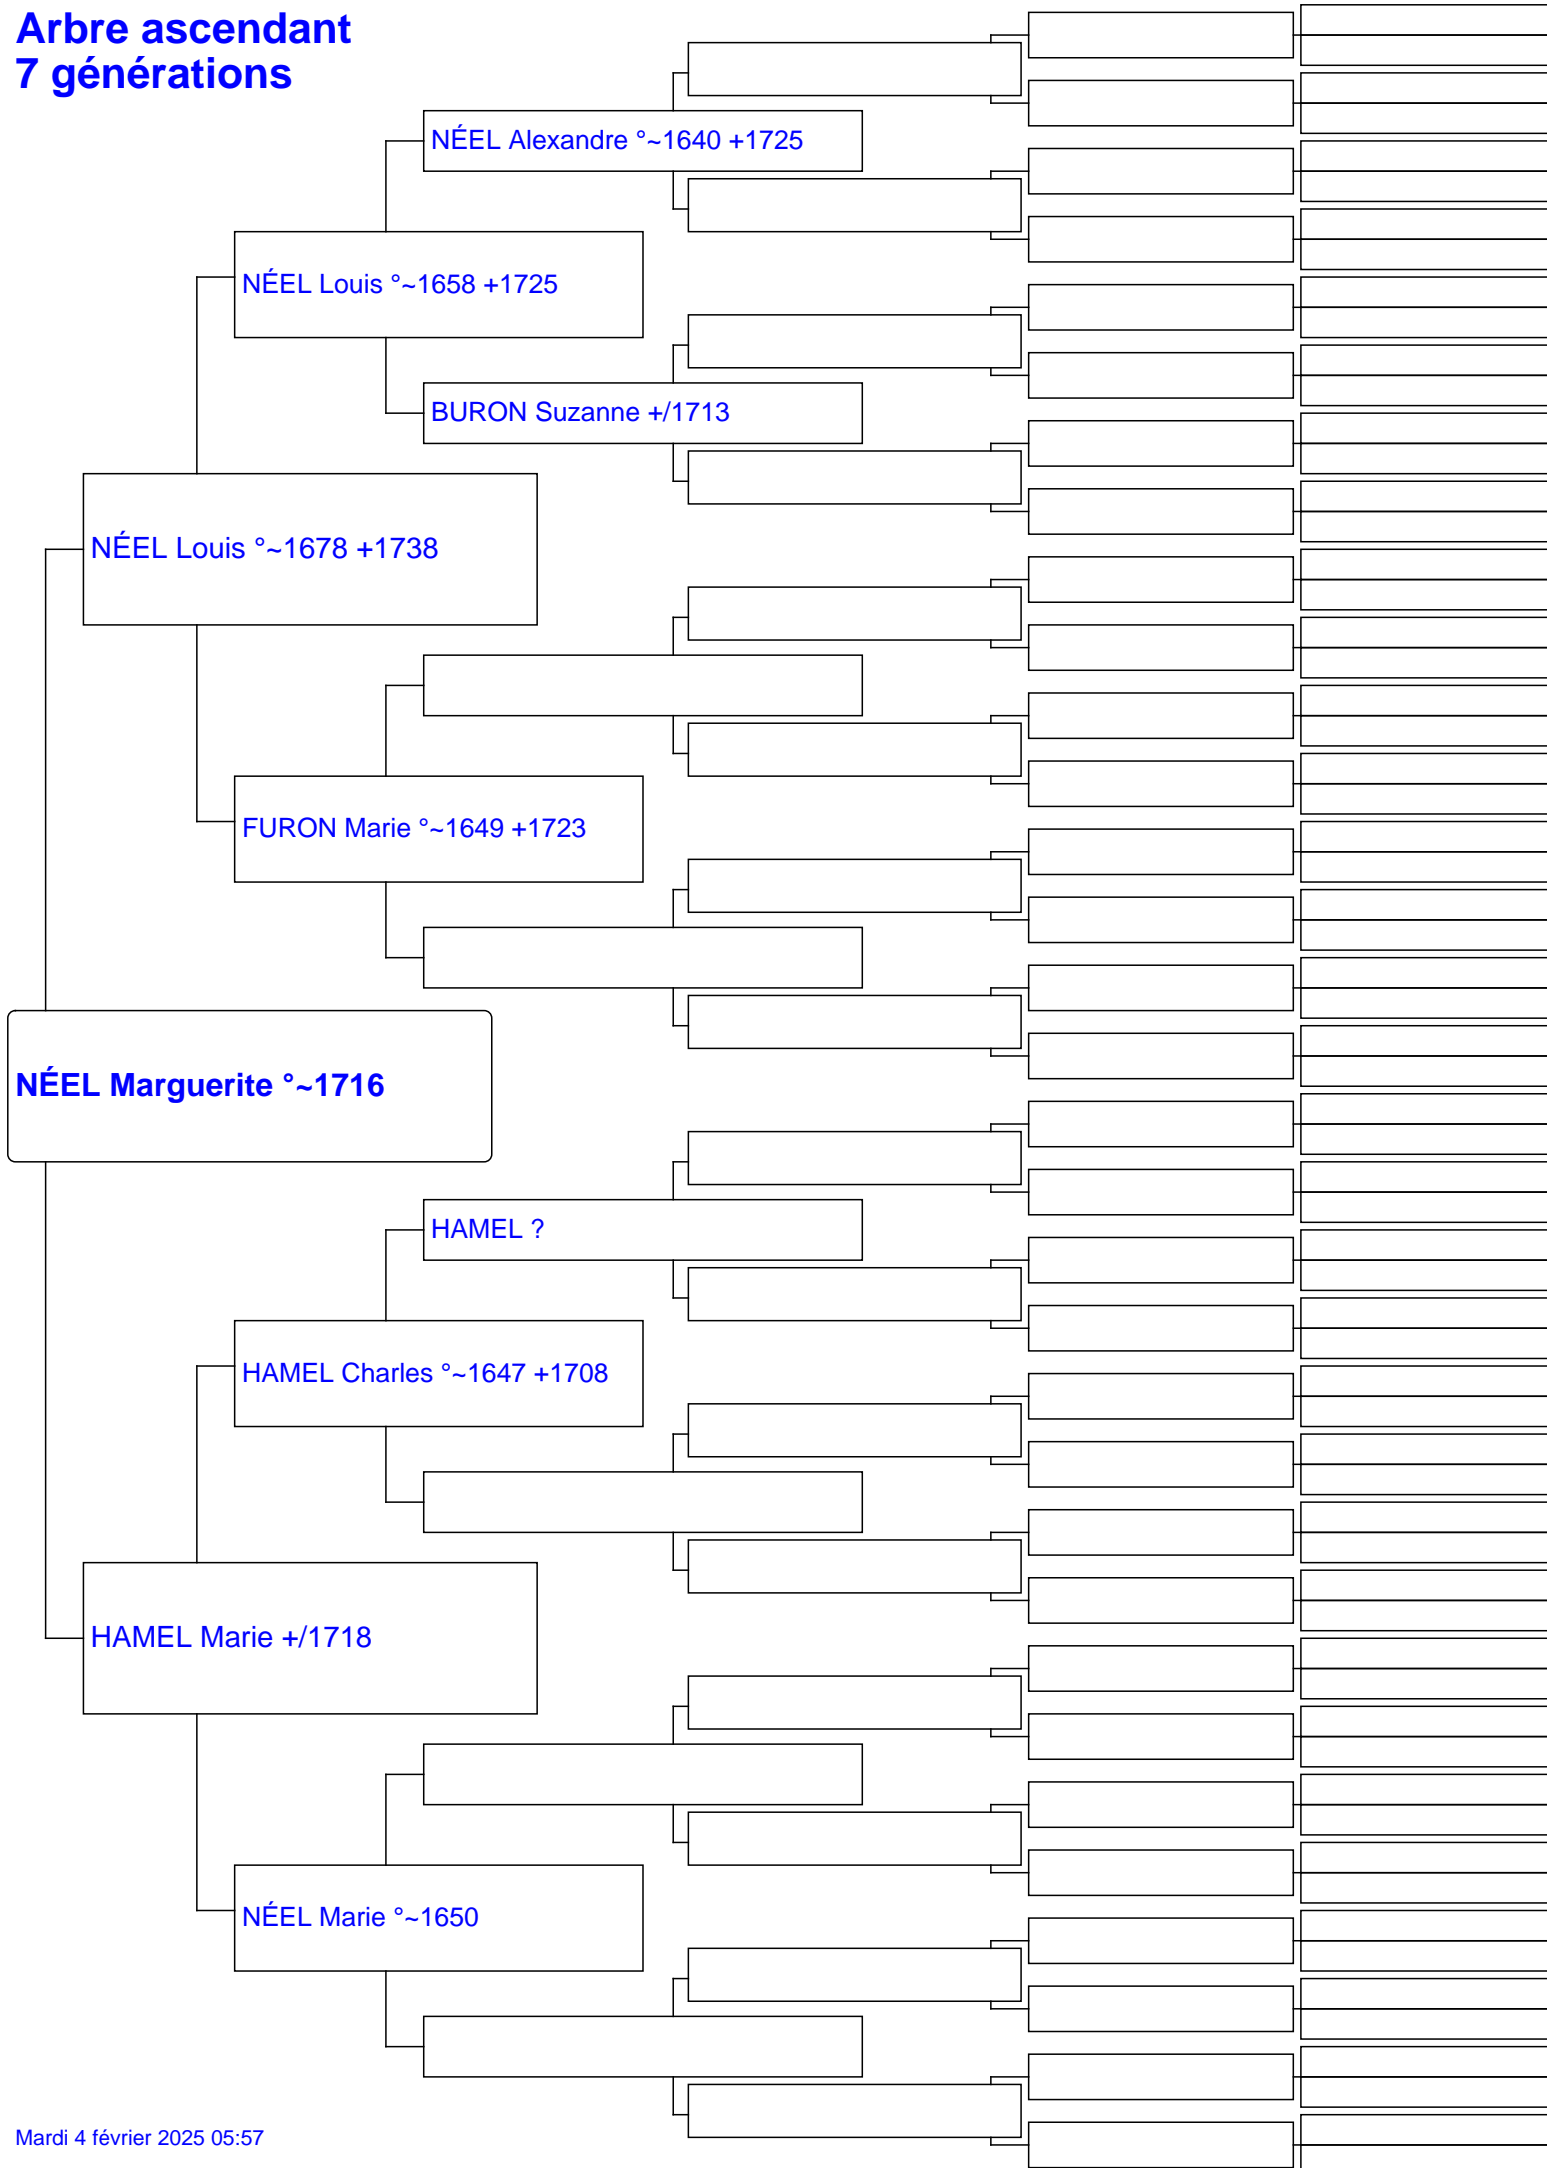 Arbre ascendant
7 générations
NÉEL Alexandre °~1640 +1725
NÉEL Louis °~1658 +1725
BURON Suzanne +/1713
NÉEL Louis °~1678 +1738
FURON Marie °~1649 +1723
NÉEL Marguerite °~1716
HAMEL ?
HAMEL Charles °~1647 +1708
HAMEL Marie +/1718
NÉEL Marie °~1650
Mardi 4 février 2025 05:57